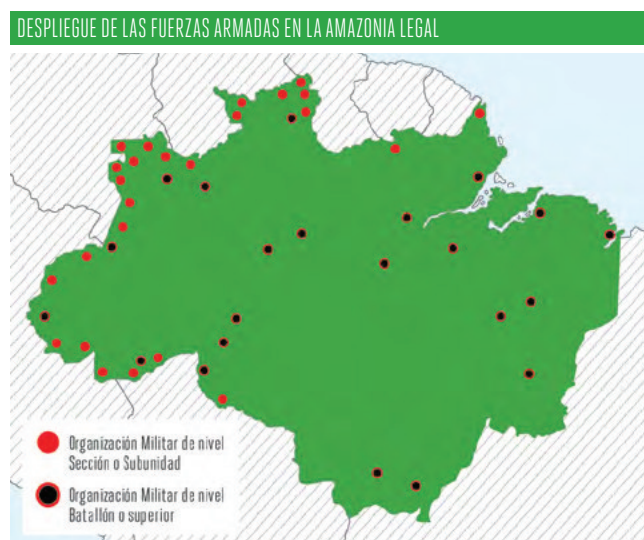 DESPLIEGUE DE LAS FUERZAS ARMADAS EN LA AMAZONIA LEGAL
Organización Militar de nivel
Sección o Subunidad
Organización Militar de nivel
Batallón o superior